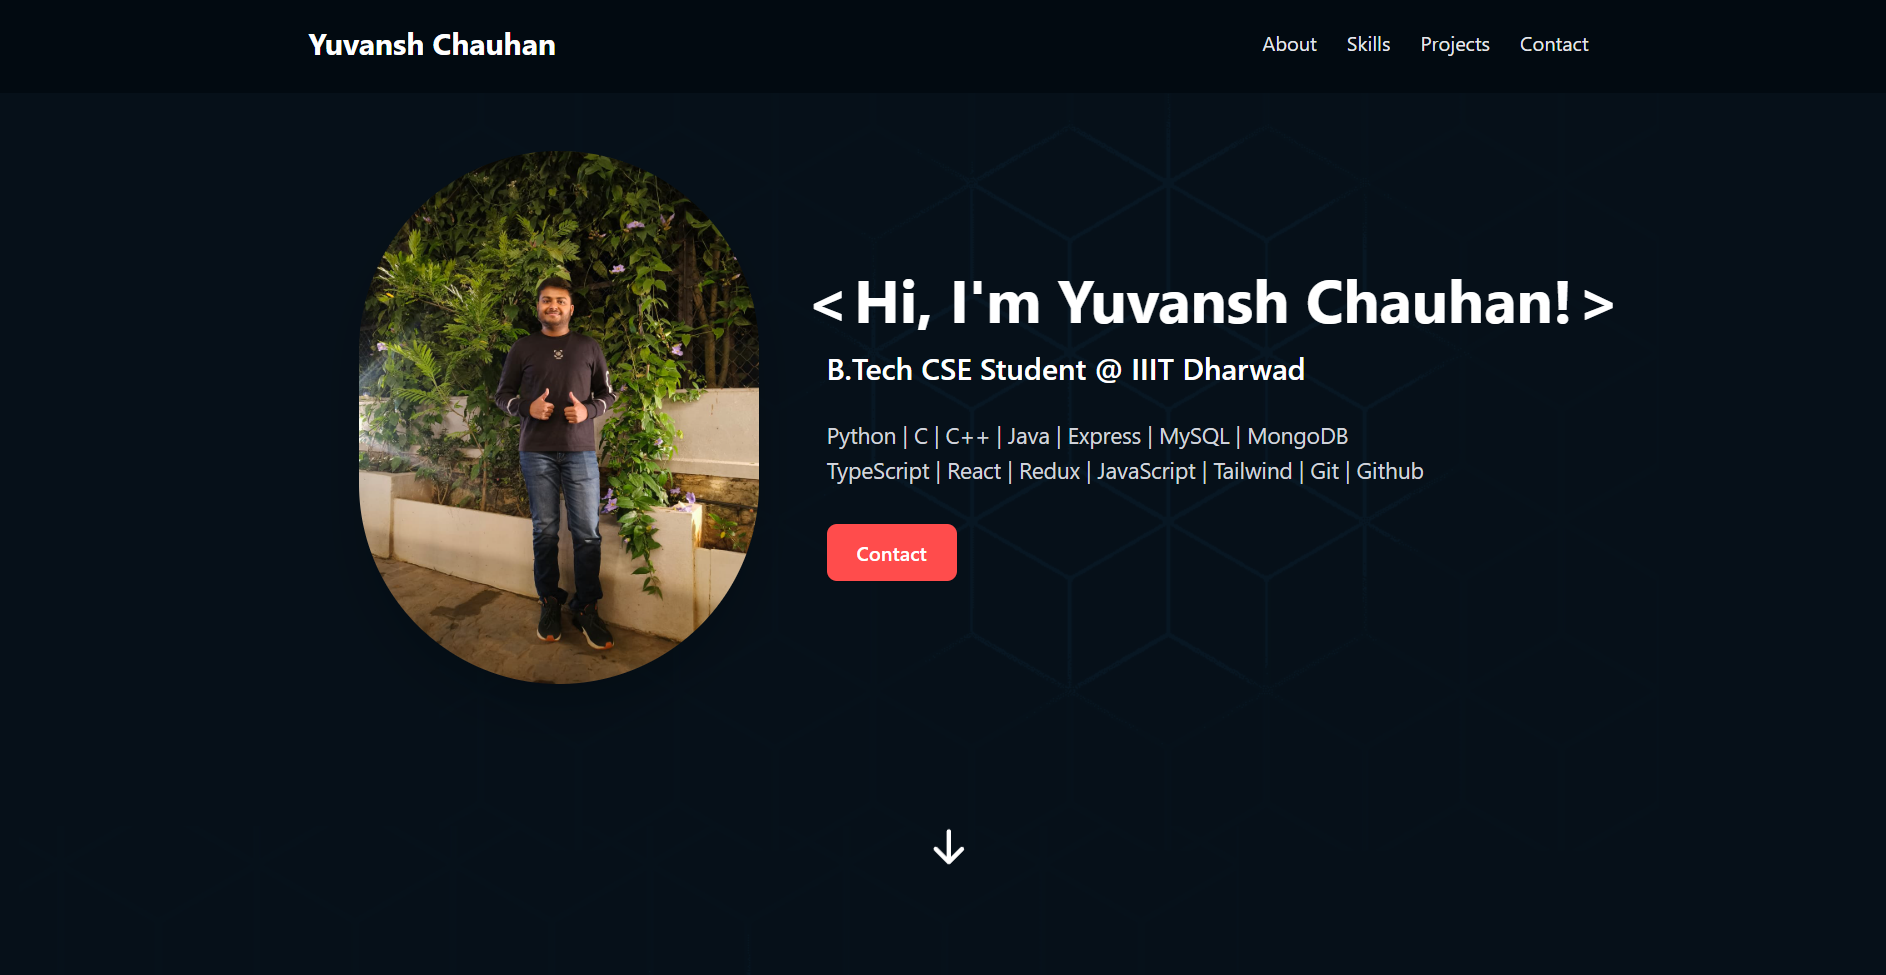 Yuvansh Chauhan
About Skills Projects Contact
< Hi, I'm Yuvansh Chauhan! >
B.Tech CSE Student @ IIIT Dharwad
Python | C | C++ | Java | Express | MySQL | MongoDB
TypeScript | React | Redux | JavaScript | Tailwind | Git | Github
Contact